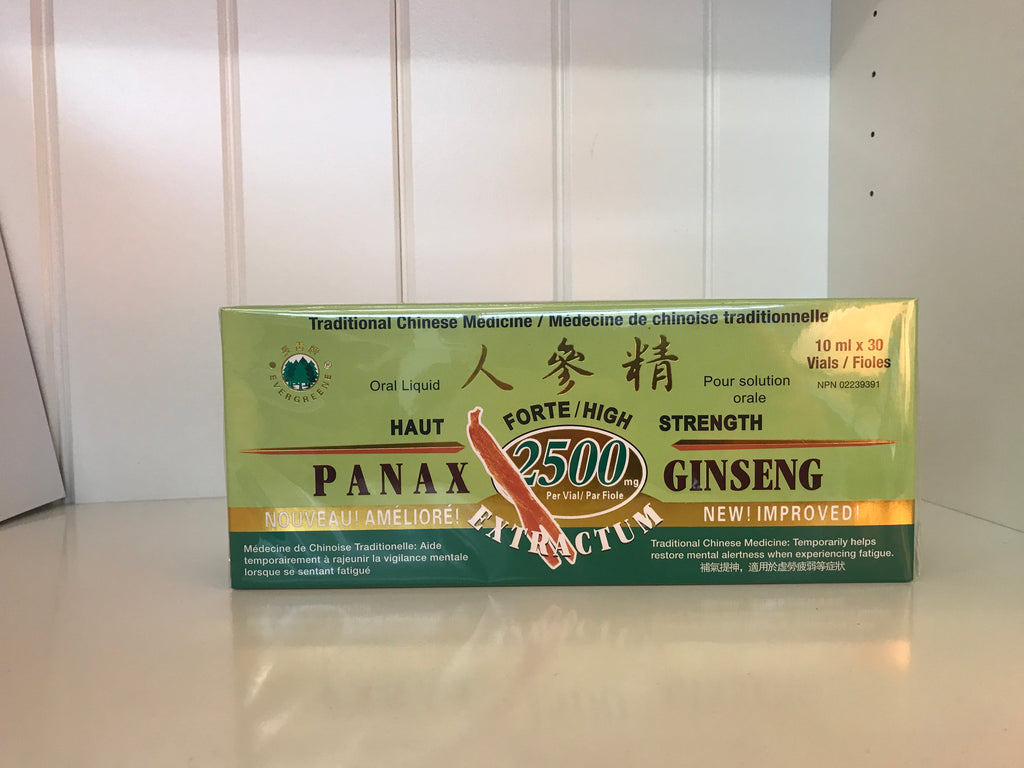 Traditional Chinese Medicine / Médecine de chinoise traditionnelle
EVERGREENE
Oral Liquid
人參精
Pour solution
orale
10 ml x 30
Vials / Fioles
NPN 02239391
HAUT
FORTE/HIGH
STRENGTH
PANAX
2500 mg
Per Vial/ Par Fiole
GINSENG
EXTRACTUM
NOUVEAU! AMÉLIORÉ!
NEW! IMPROVED!
Médecine de Chinoise Traditionelle: Aide
temporairement à rajeunir la vigilance mentale
lorsque se sentant fatigué
Traditional Chinese Medicine: Temporarily helps
restore mental alertness when experiencing fatigue.
補氣提神，適用於虛勞疲弱等症狀